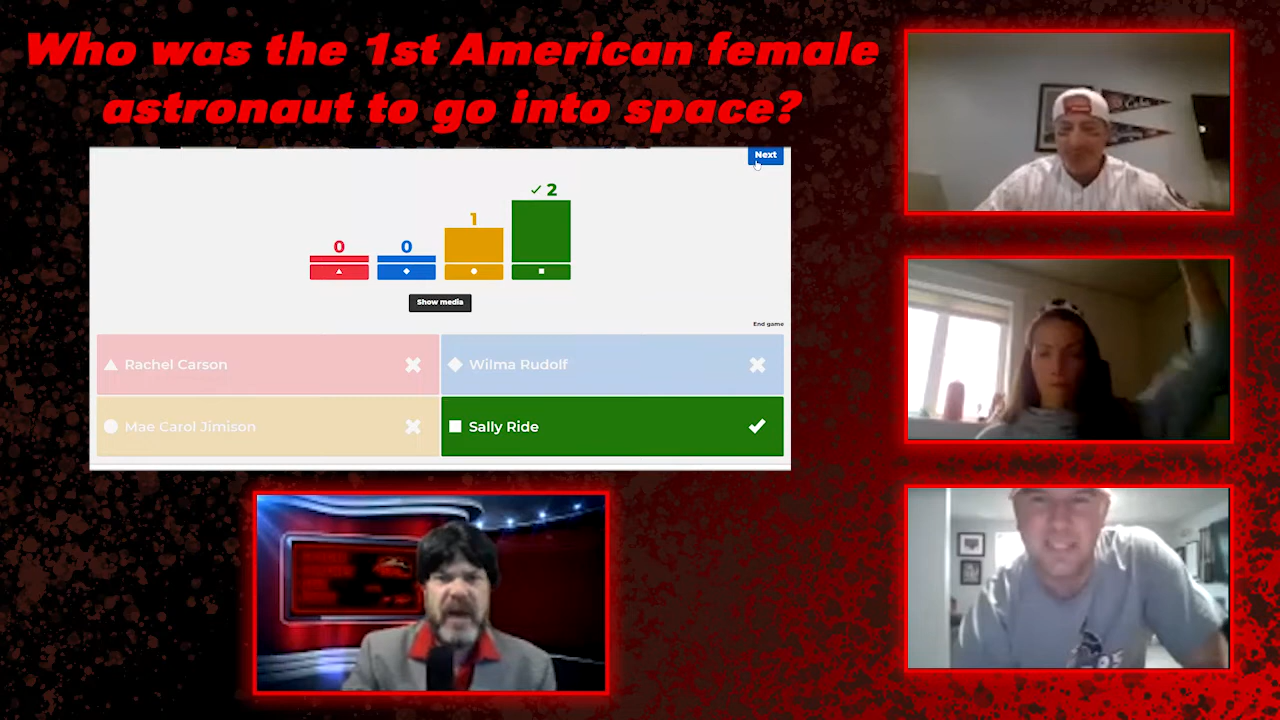 Who was the 1st American female
astronaut to go into space?
Next
0
0
1
2
Show media
End game
Rachel Carson
Wilma Rudolf
Mae Carol Jimison
Sally Ride
Cuba